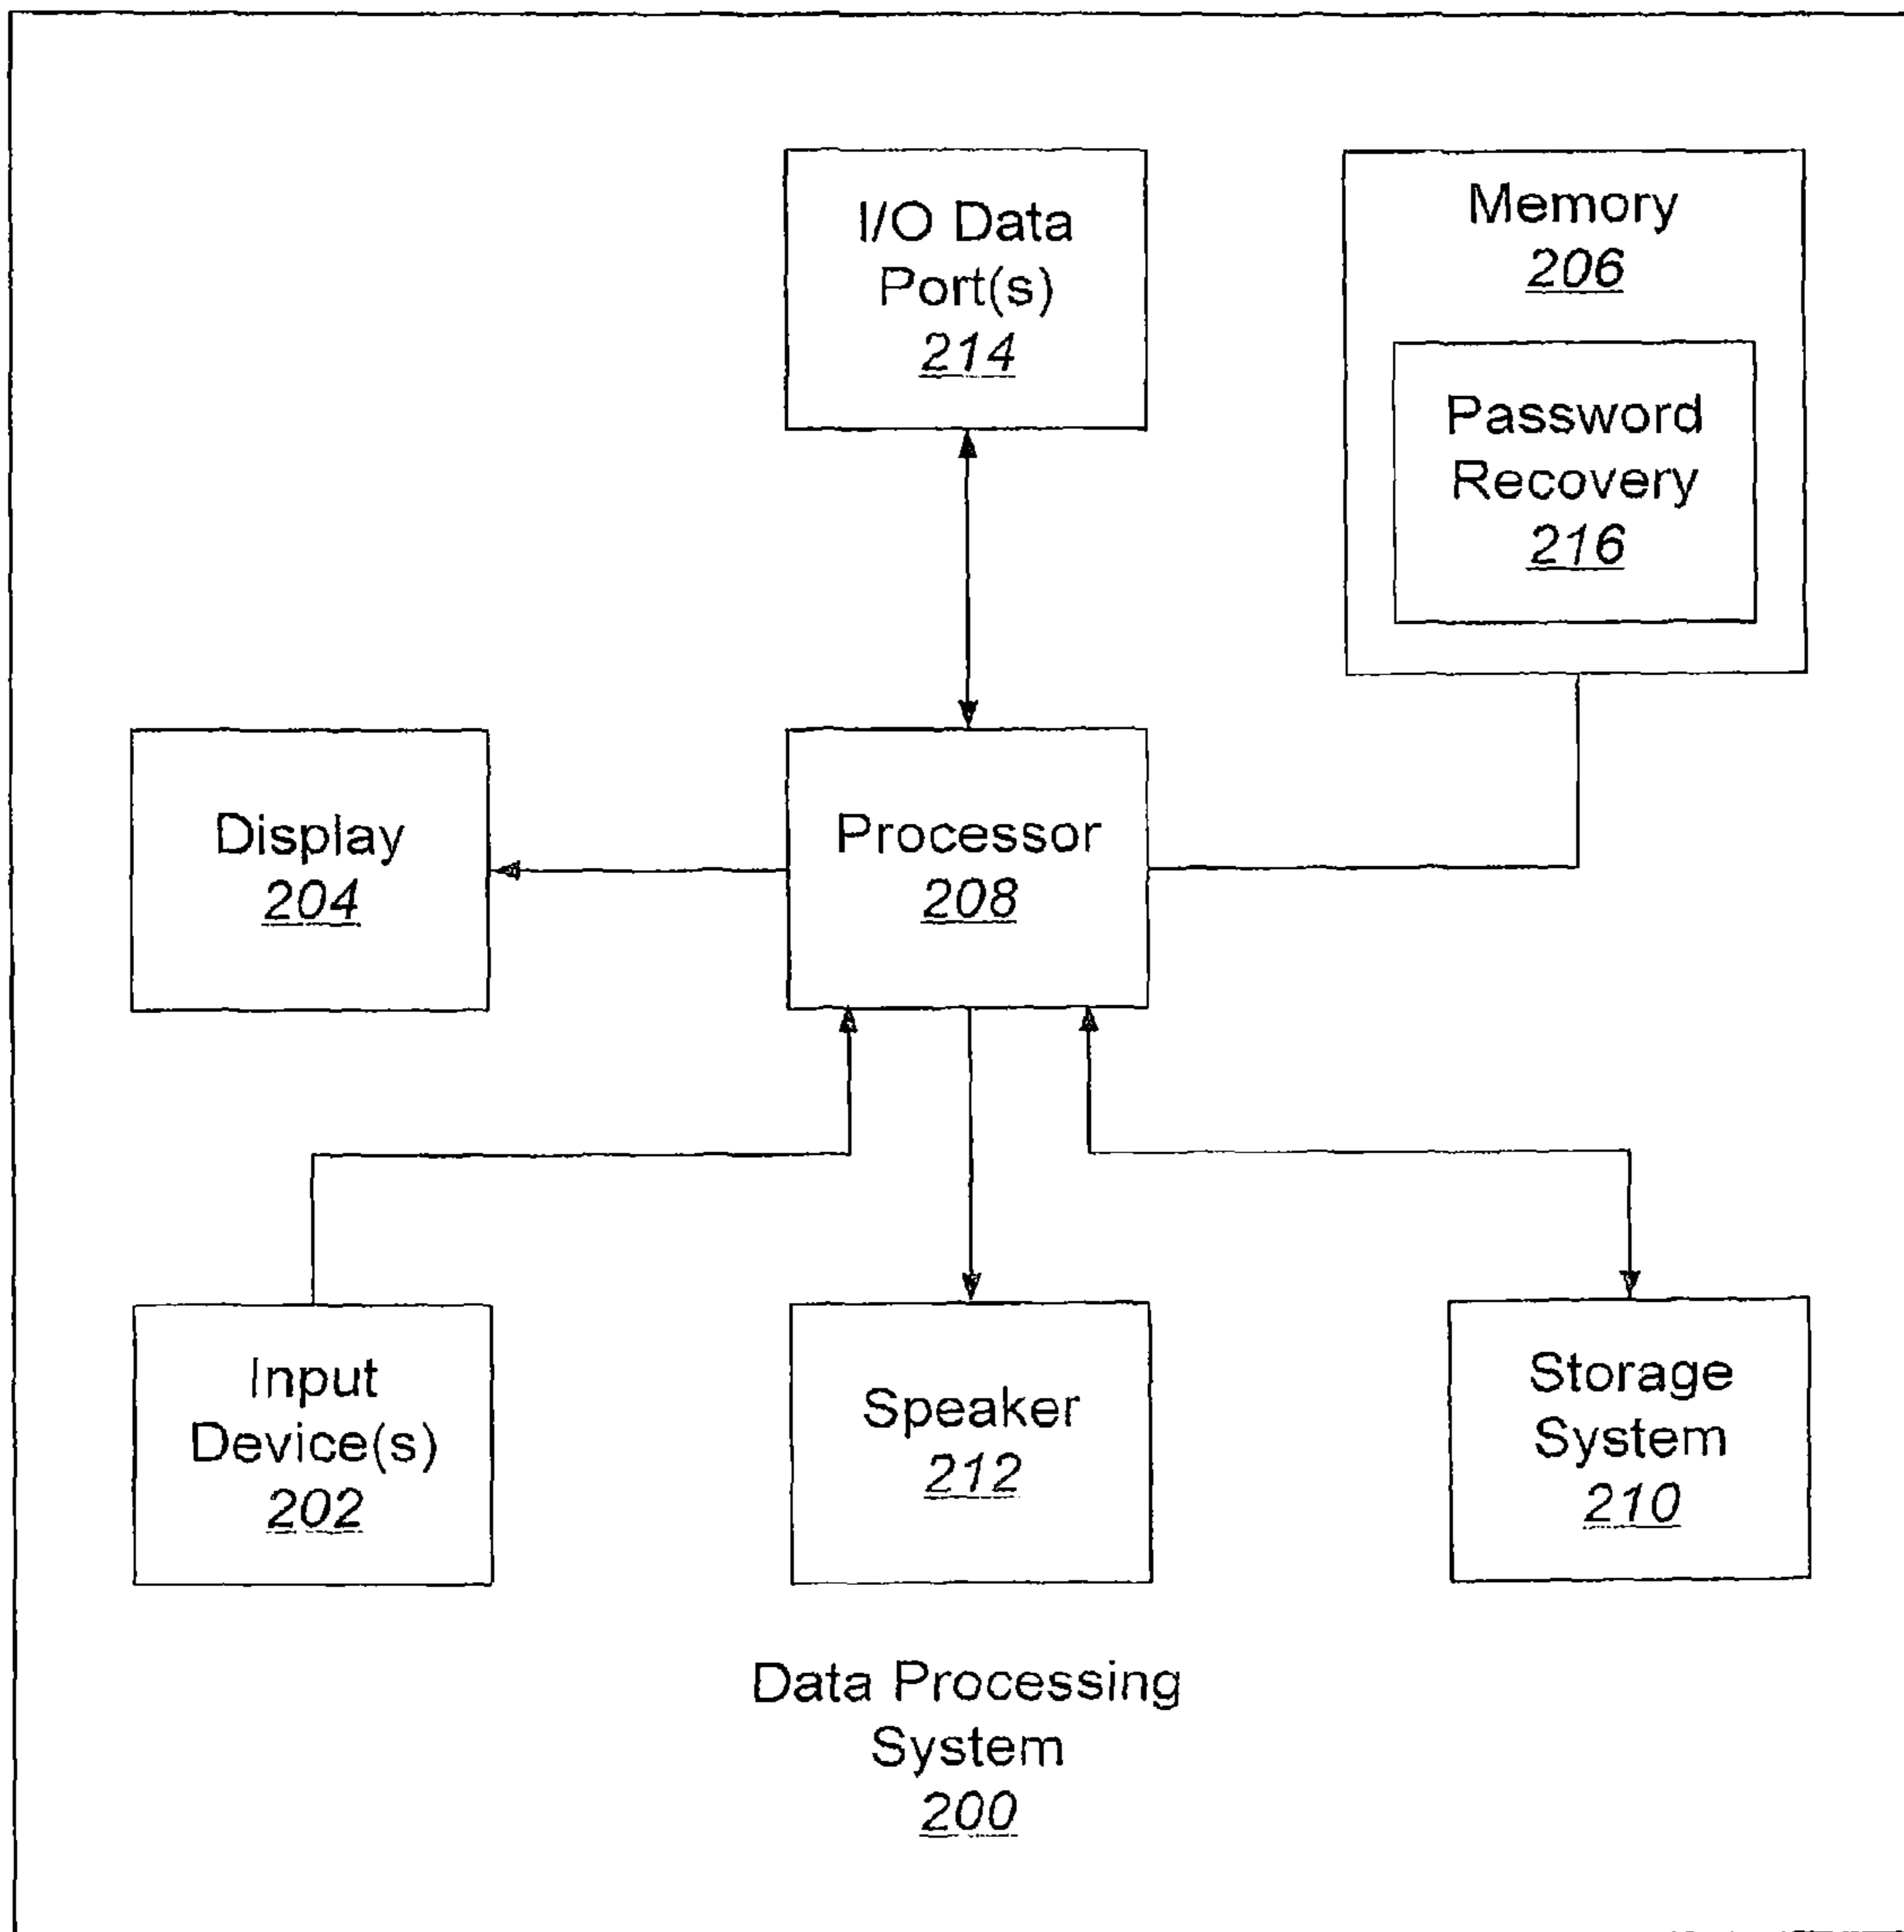 I/O Data
Port(s)
214
Memory
206
Password
Recovery
216
Display
204
Processor
208
Input
Device(s)
202
Speaker
212
Storage
System
210
Data Processing
System
200